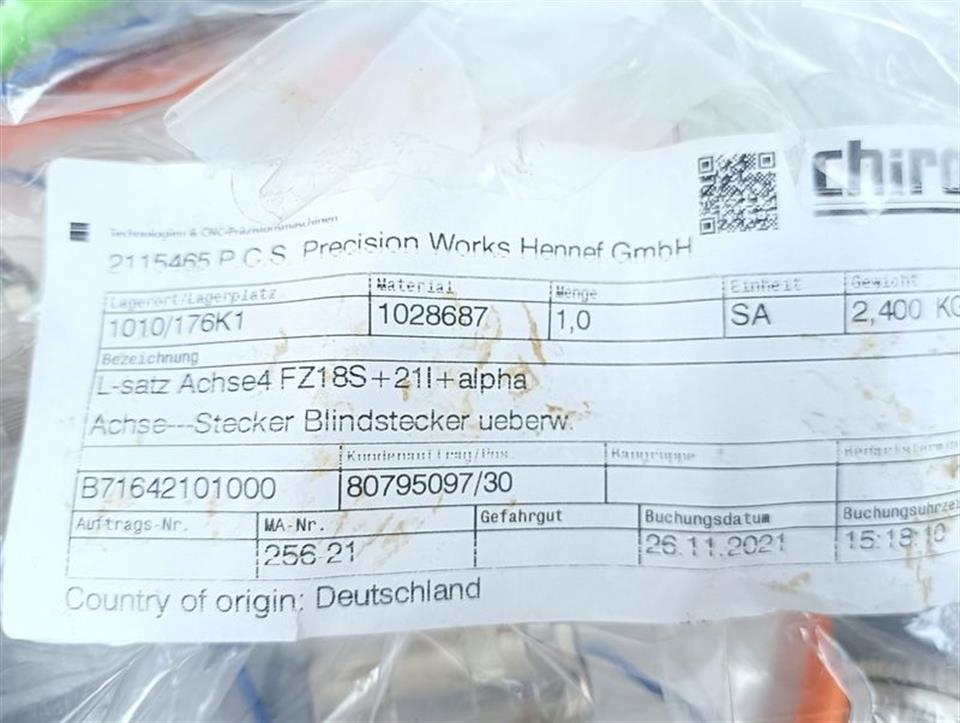 chiro
Technologien & CNC-Präzisionsmaschinen
2115465 P.C.S. Precision Works Hennef GmbH
Lagerort/Lagerplatz Material Menge Einheit Gewicht
1010/176K1 1028687 1,0 SA 2,400 KG
Bezeichnung
L-satz Achse4 FZ18S+21I+alpha
Achse---Stecker Blindstecker ueberw.
Kundenauftrag/Pos. Baugruppe
B71642101000 80795097/30
Auftrags-Nr. MA-Nr. Gefahrgut Buchungsdatum Buchungsuhrzei
256-21 26.11.2021 15:18:10
Country of origin: Deutschland